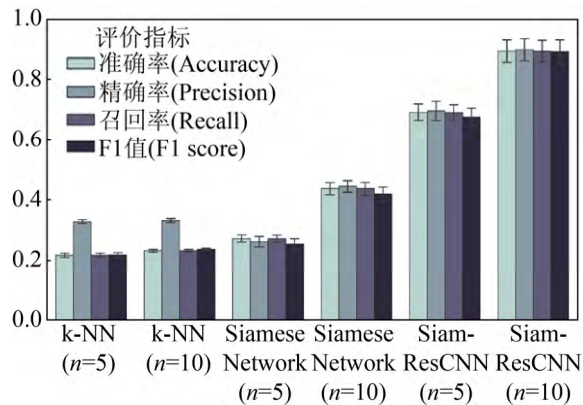 1.0
0.8
0.6
0.4
0.2
0.0
评价指标
准确率(Accuracy)
精确率(Precision)
召回率(Recall)
F1值(F1 score)
k-NN
(n=5)
k-NN
(n=10)
Siamese
Network
(n=5)
Siamese
Network
(n=10)
Siam-
ResCNN
(n=5)
Siam-
ResCNN
(n=10)